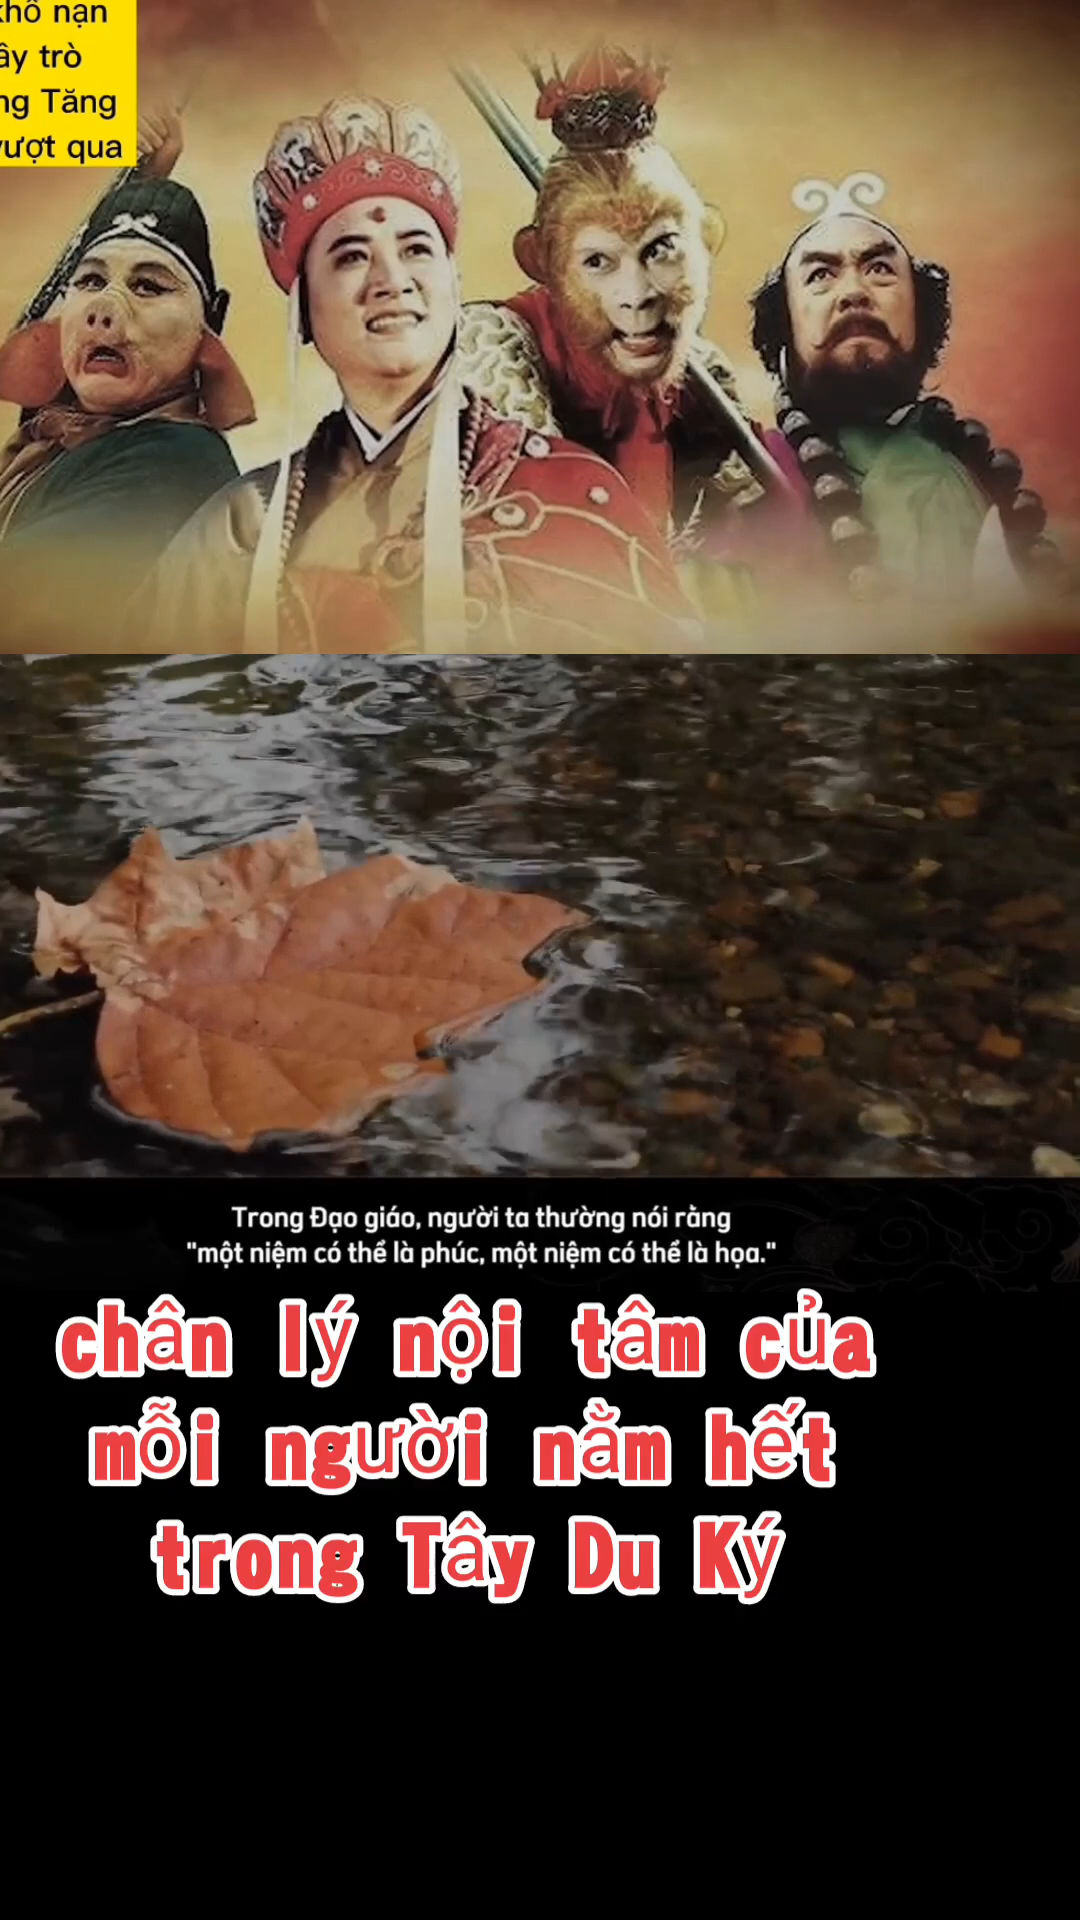 khổ nạn
trò
Tăng
vượt qua
Trong Đạo giáo, người ta thường nói rằng
"một niệm có thể là phúc, một niệm có thể là họa."
chân lý nội tâm của
mỗi người nằm hết
trong Tây Du Ký